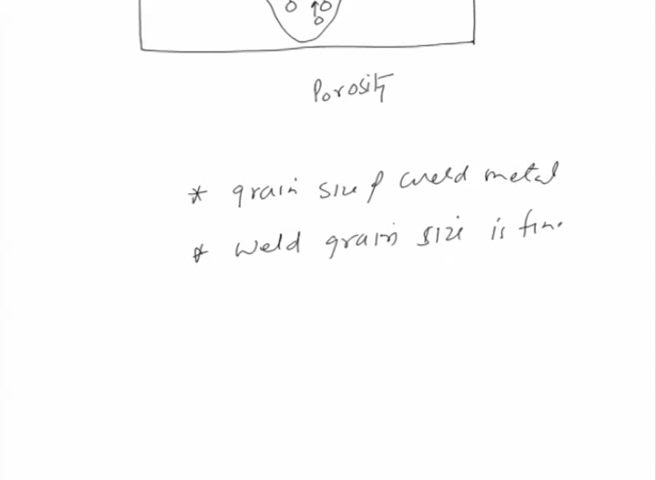 Porosity
* grain size of weld metal
* weld grain size is fine